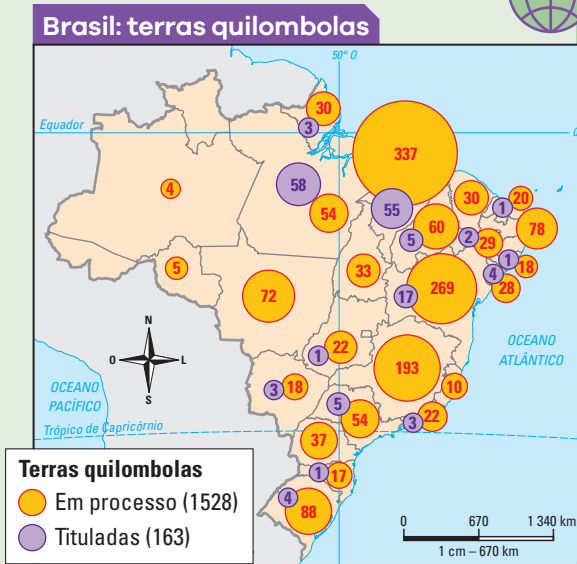 Brasil: terras quilombolas
50° O
Equador
0
30
3
337
4
58
54
55
30
1
20
60
5
2
29
78
1
18
4
28
5
33
269
17
72
N
O
L
S
1
22
193
OCEANO
ATLÂNTICO
OCEANO
PACÍFICO
3
18
10
5
54
3
22
Trópico de Capricórnio
37
1
17
4
88
Terras quilombolas
Em processo (1528)
Tituladas (163)
0 670 1 340 km
1 cm – 670 km